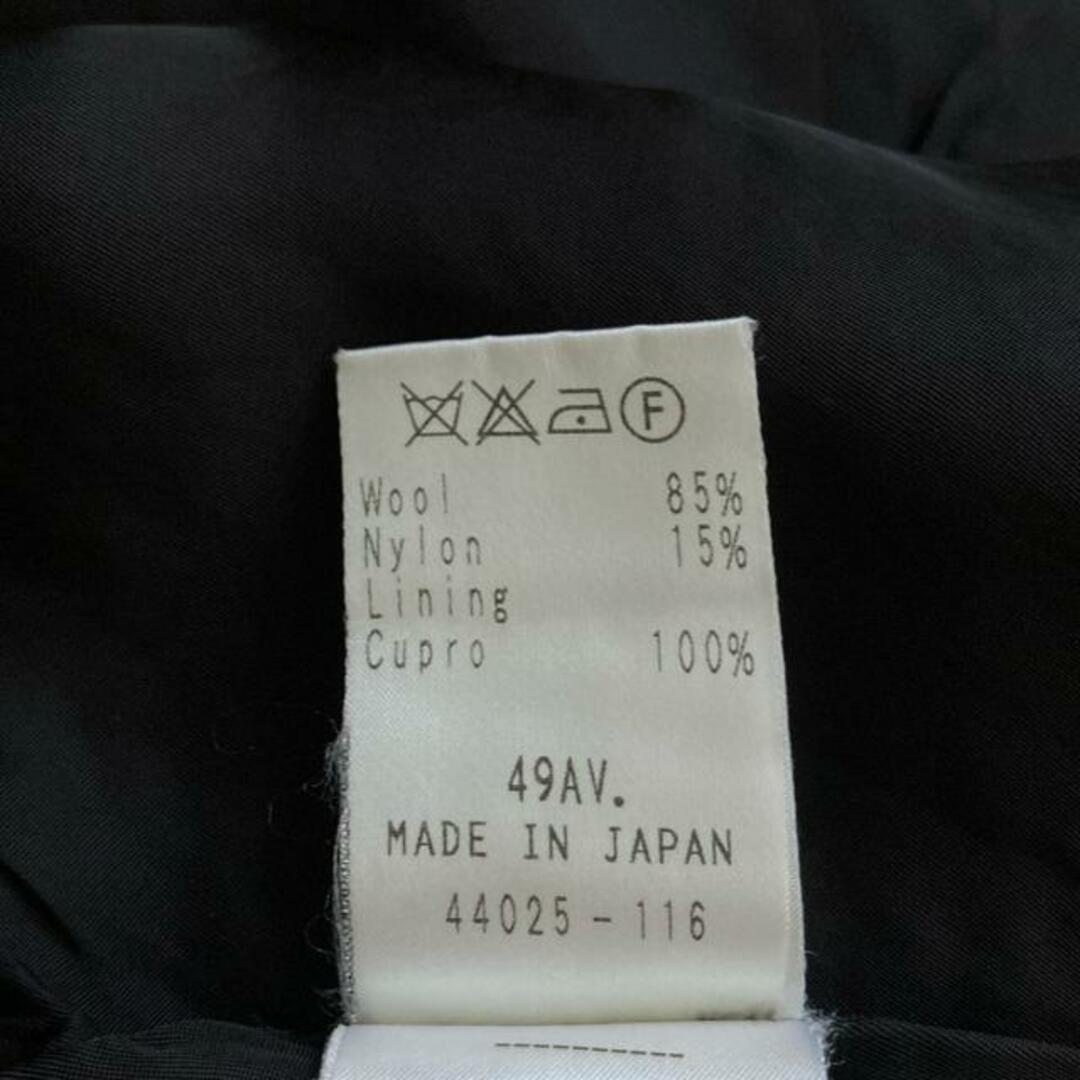 F
Wool 85%
Nylon 15%
Lining
Cupro 100%
49AV.
MADE IN JAPAN
44025-116